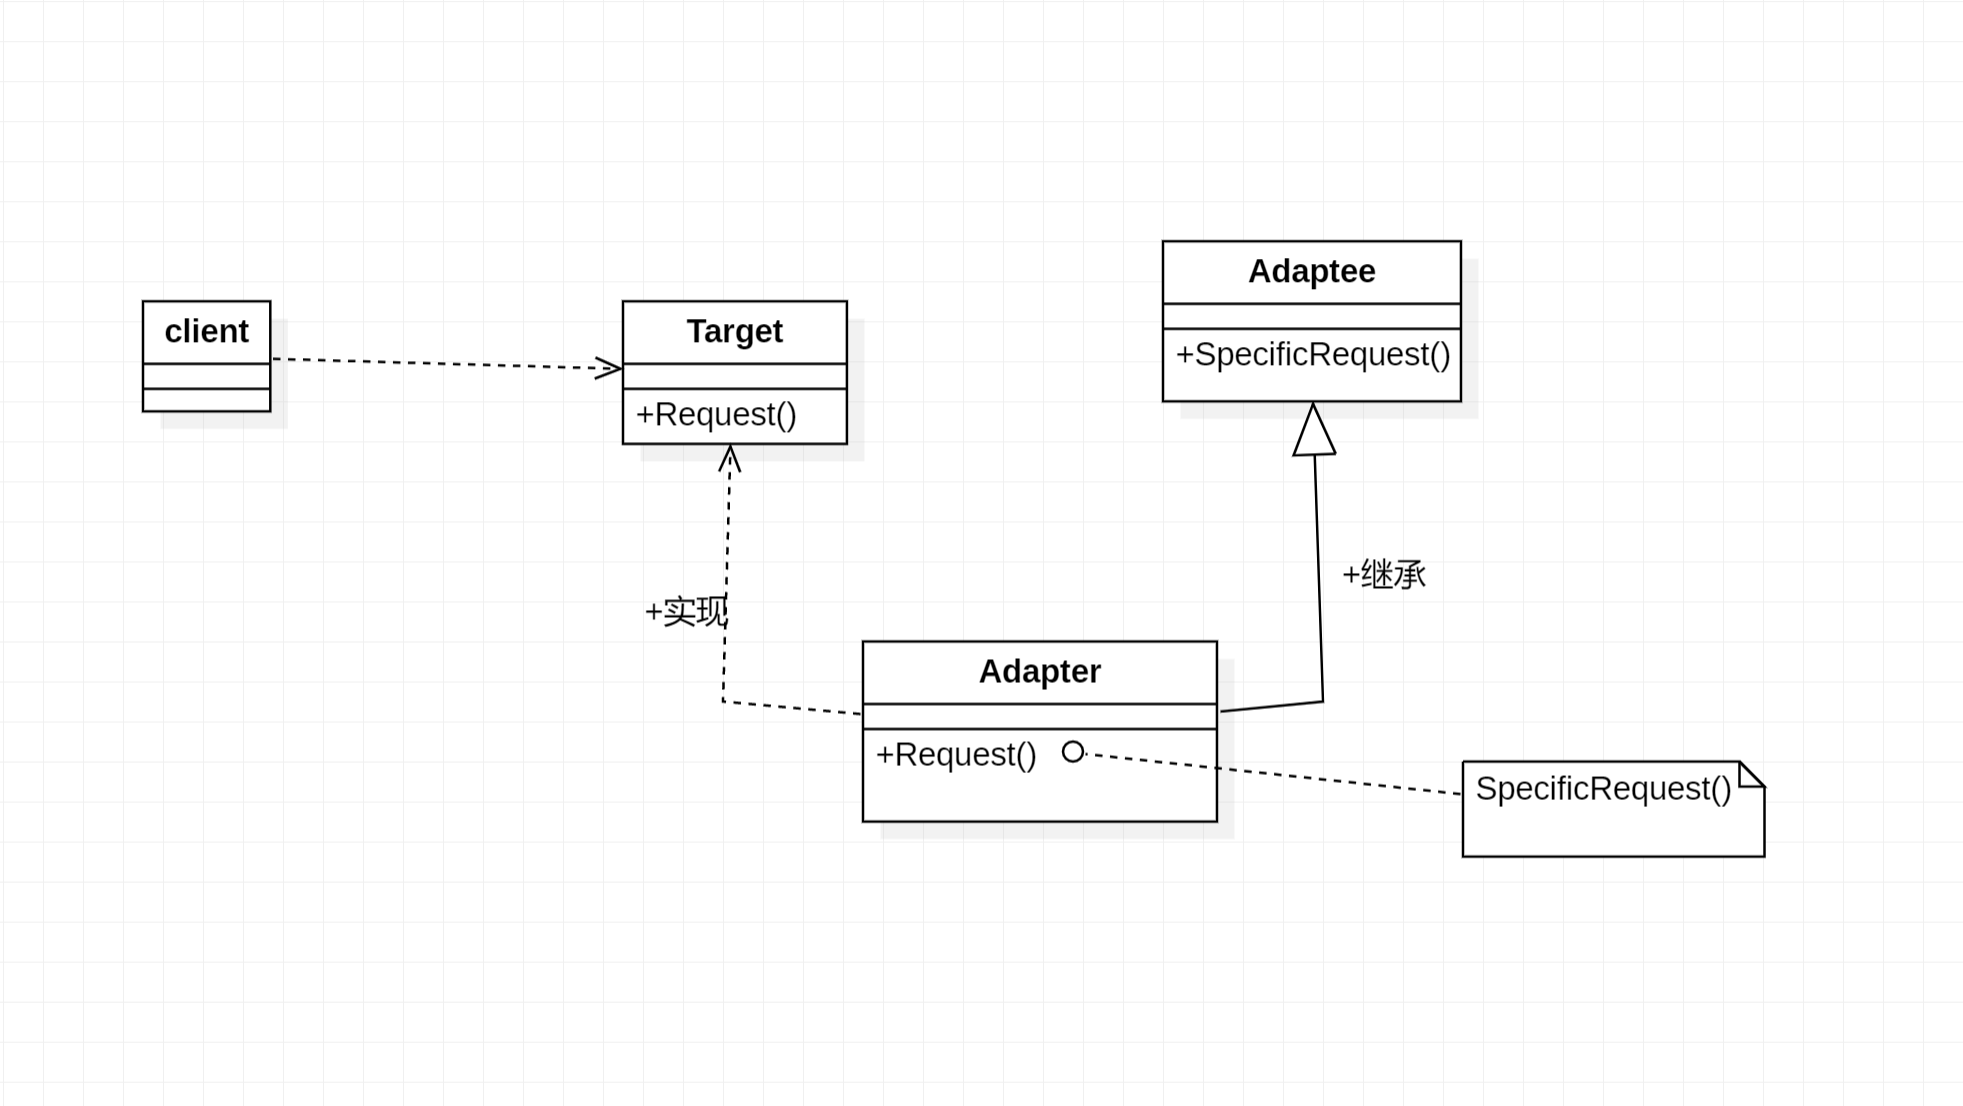 client
Target
+Request()
Adaptee
+SpecificRequest()
+实现
+继承
Adapter
+Request()
SpecificRequest()